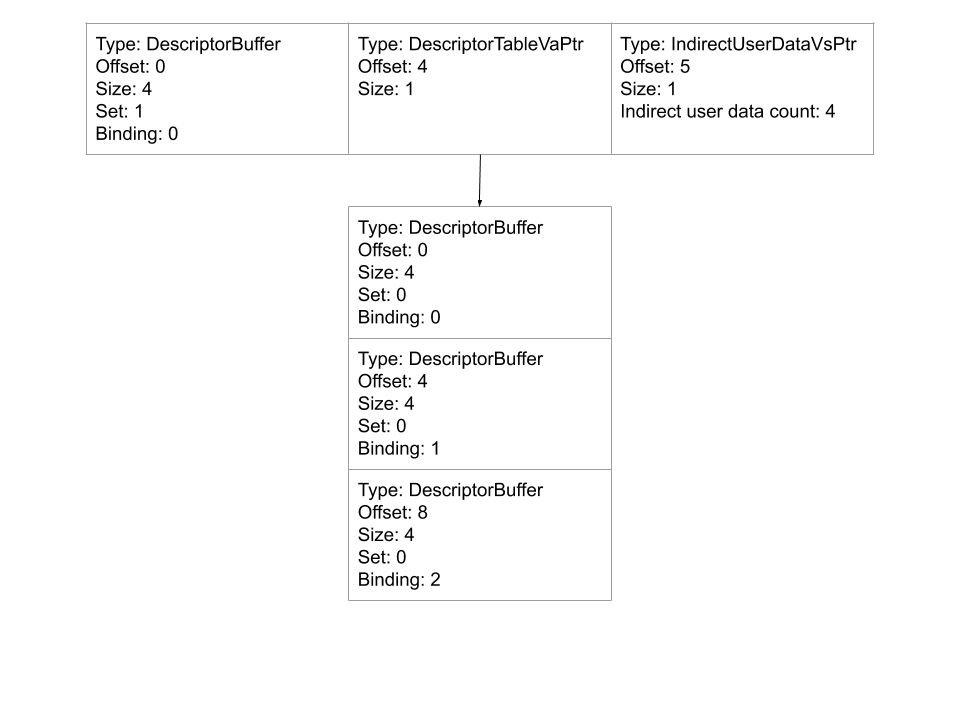 Type: DescriptorBuffer
Offset: 0
Size: 4
Set: 1
Binding: 0
Type: DescriptorTableVaPtr
Offset: 4
Size: 1
Type: IndirectUserDataVsPtr
Offset: 5
Size: 1
Indirect user data count: 4
Type: DescriptorBuffer
Offset: 0
Size: 4
Set: 0
Binding: 0
Type: DescriptorBuffer
Offset: 4
Size: 4
Set: 0
Binding: 1
Type: DescriptorBuffer
Offset: 8
Size: 4
Set: 0
Binding: 2